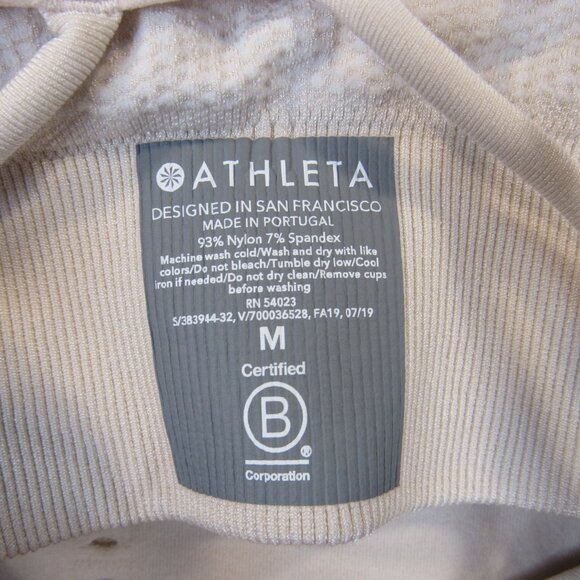 ATHLETA
DESIGNED IN SAN FRANCISCO
MADE IN PORTUGAL
93% Nylon 7% Spandex
Machine wash cold/Wash and dry with like
colors/Do not bleach/Tumble dry low/Cool
iron if needed/Do not dry clean/Remove cups
before washing
RN 54023
S/383944-32, V/700036528, FA19, 07/19
M
Certified
B
®
Corporation